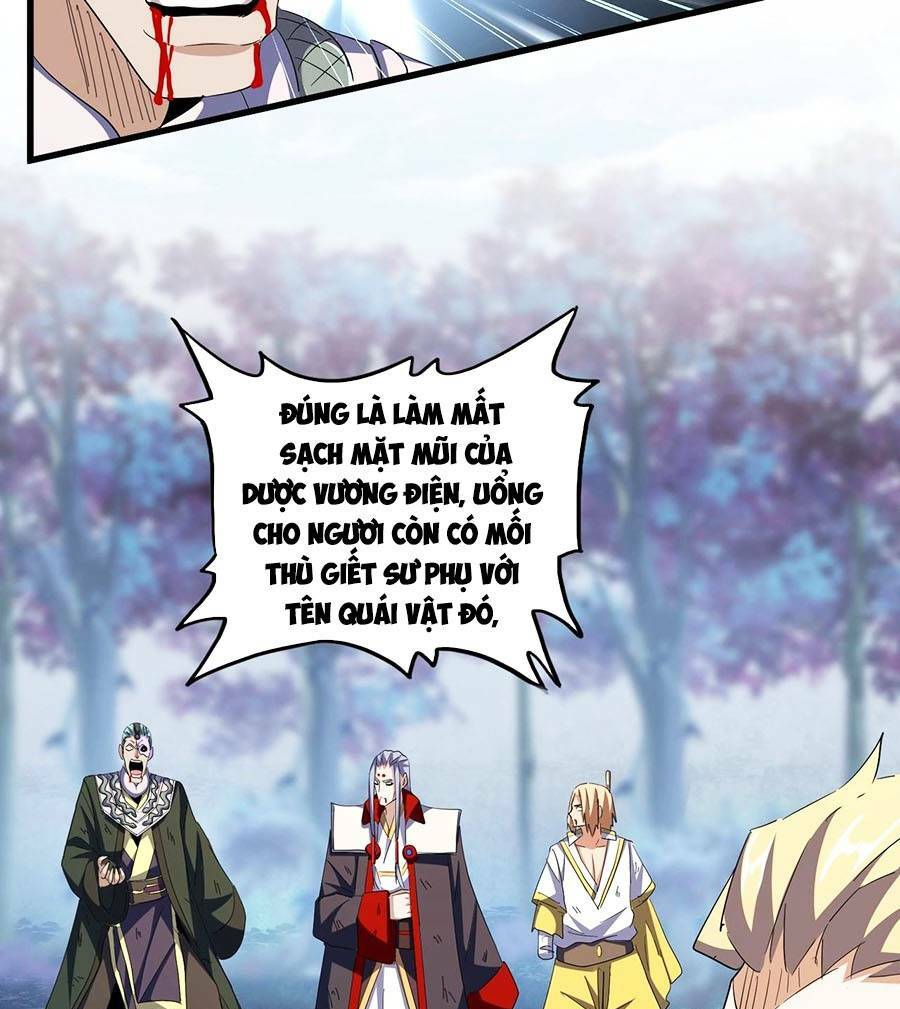 ĐÚNG LÀ LÀM MẤT
SẠCH MẶT MŨI CỦA
DƯỢC VƯƠNG ĐIỆN, UỔNG
CHO NGƯƠI CÒN CÓ MỐI
THÙ GIẾT SƯ PHỤ VỚI
TÊN QUÁI VẬT ĐÓ,